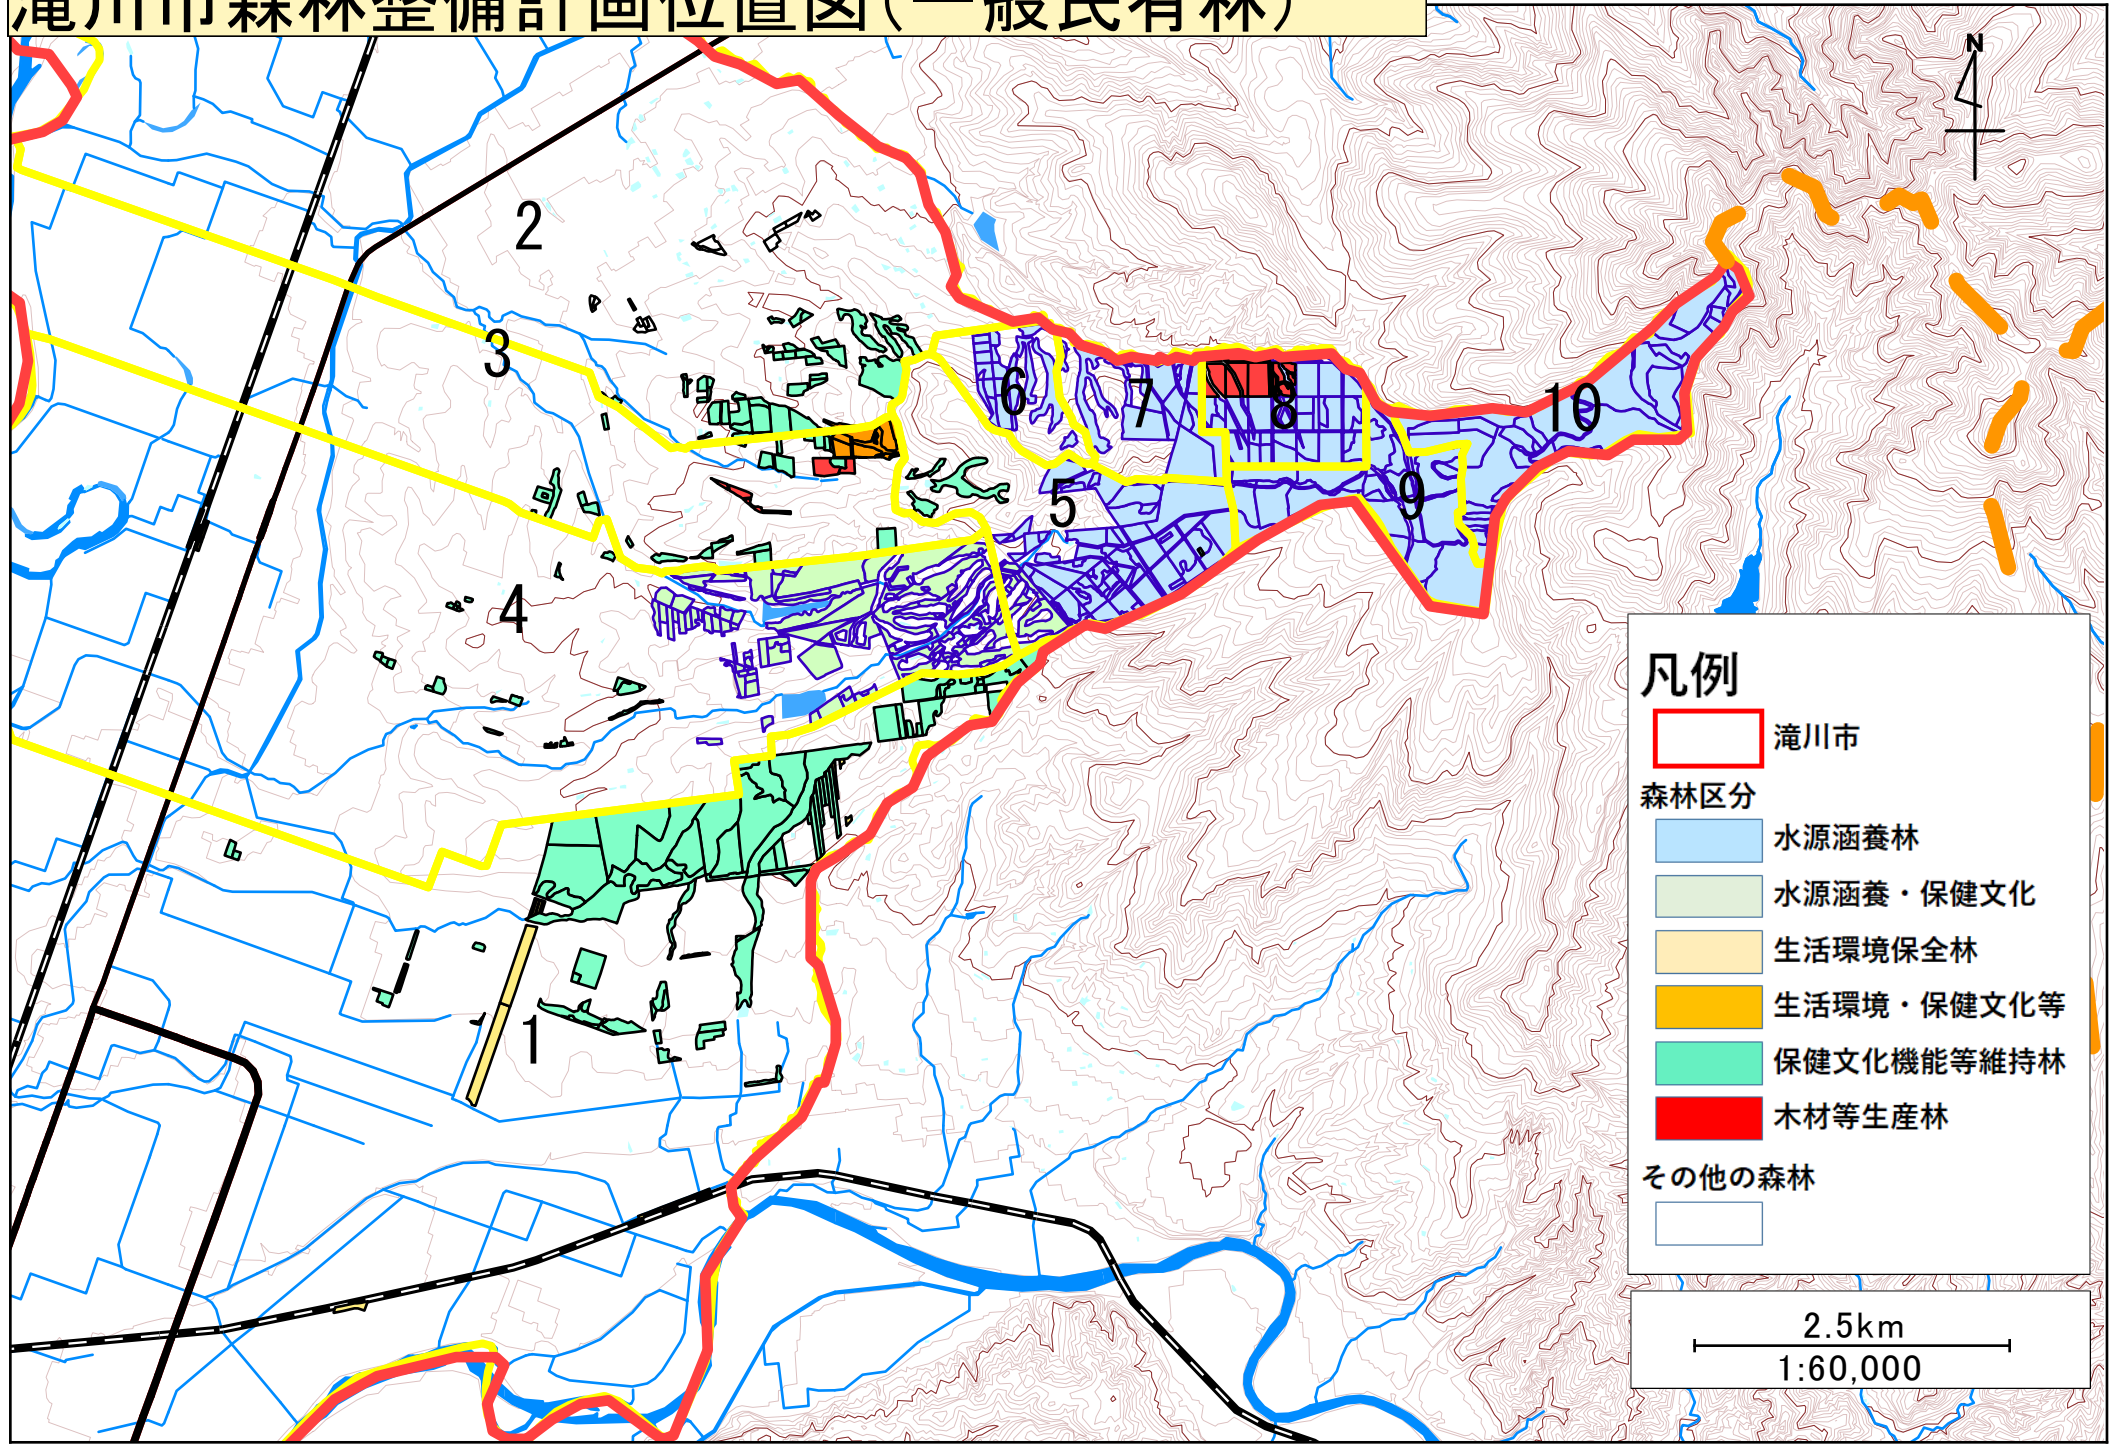 滝川市森林整備計画位置図(一般民有林)
N
2
3
6
7
8
10
5
9
4
1
凡例
滝川市
森林区分
水源涵養林
水源涵養・保健文化
生活環境保全林
生活環境・保健文化等
保健文化機能等維持林
木材等生産林
その他の森林
2.5km
1:60,000